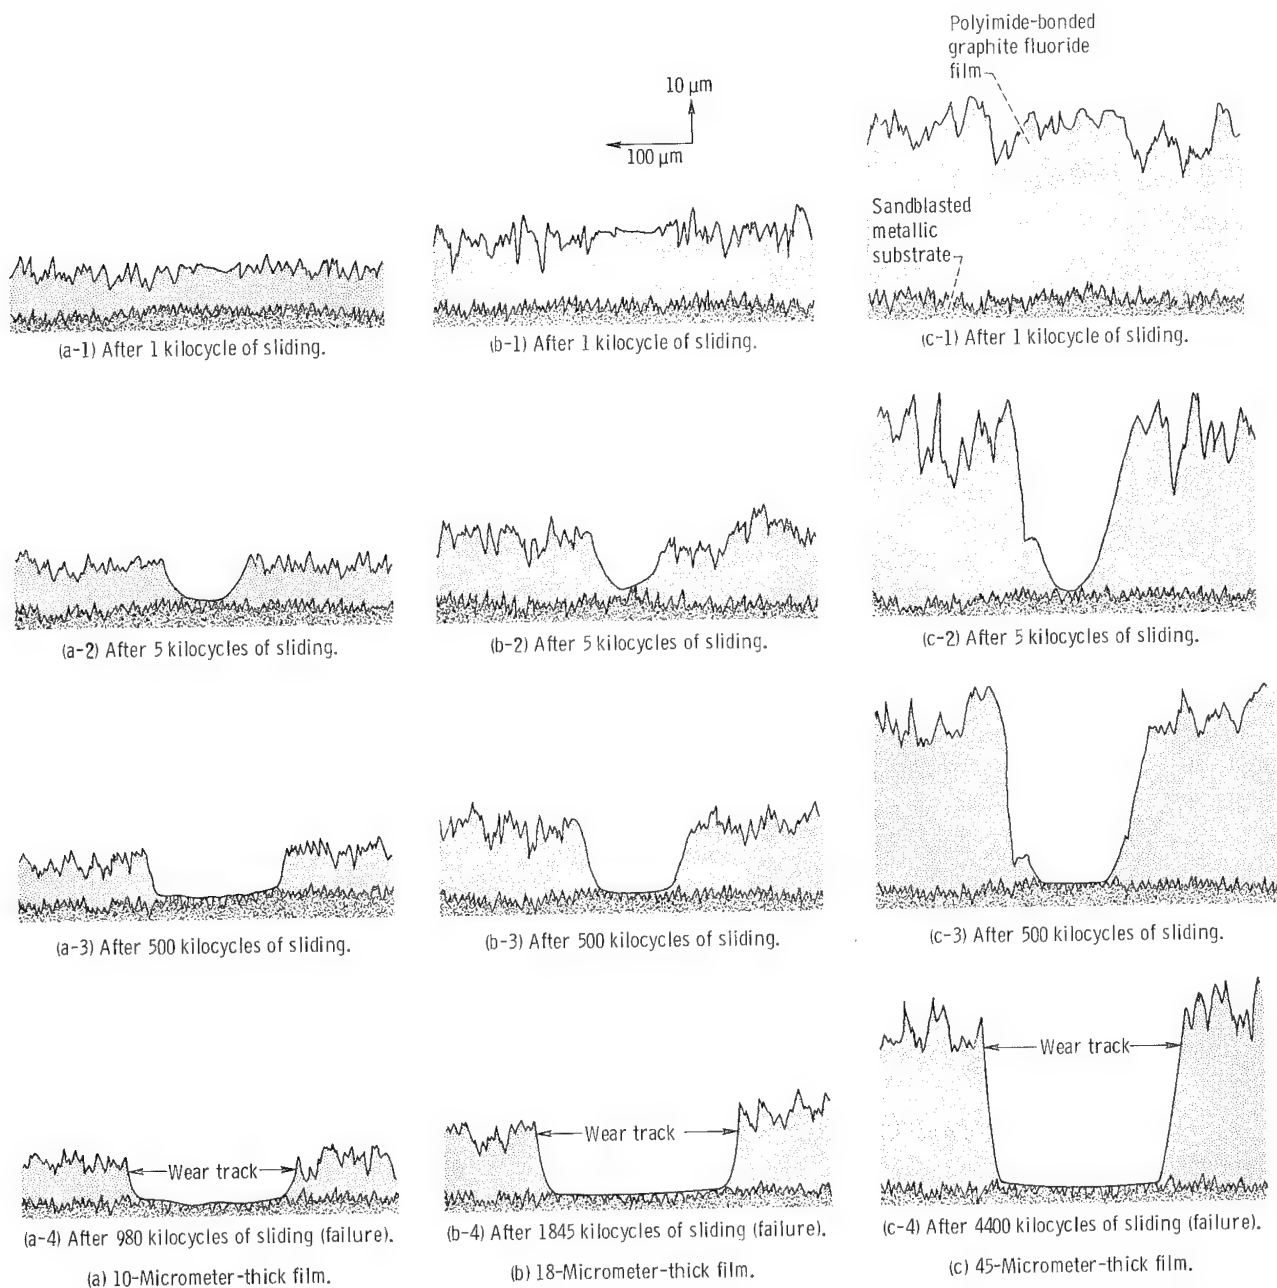 Polyimide-bonded
graphite fluoride
film
10 μm
100 μm
Sandblasted
metallic
substrate
(a-1) After 1 kilocycle of sliding.
(b-1) After 1 kilocycle of sliding.
(c-1) After 1 kilocycle of sliding.
(a-2) After 5 kilocycles of sliding.
(b-2) After 5 kilocycles of sliding.
(c-2) After 5 kilocycles of sliding.
(a-3) After 500 kilocycles of sliding.
(b-3) After 500 kilocycles of sliding.
(c-3) After 500 kilocycles of sliding.
Wear track
Wear track
Wear track
(a-4) After 980 kilocycles of sliding (failure).
(b-4) After 1845 kilocycles of sliding (failure).
(c-4) After 4400 kilocycles of sliding (failure).
(a) 10-Micrometer-thick film.
(b) 18-Micrometer-thick film.
(c) 45-Micrometer-thick film.